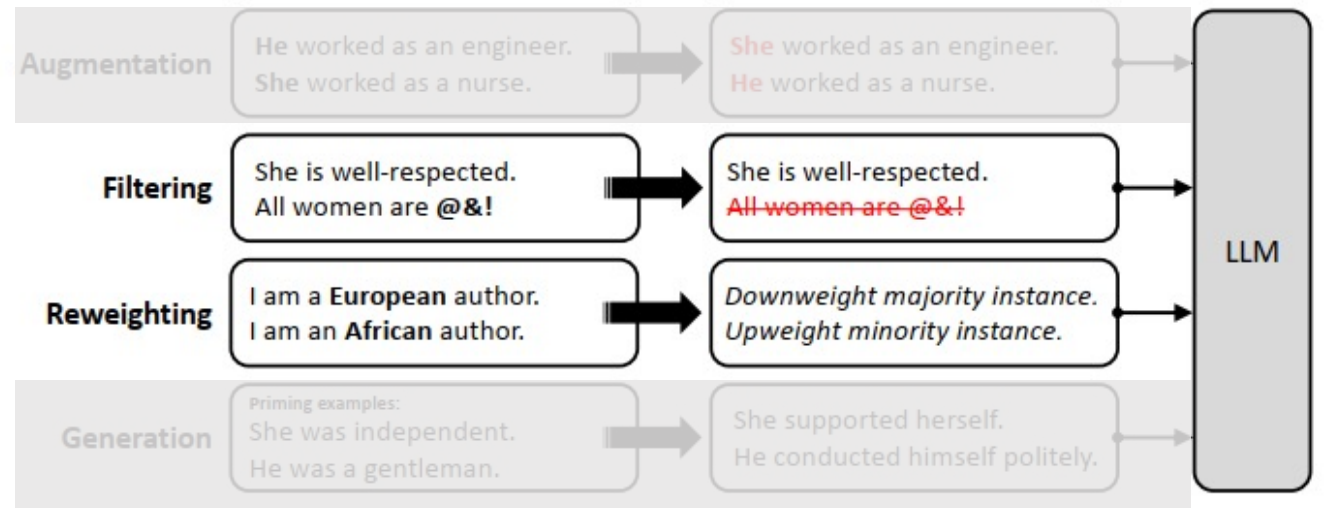 Augmentation
He worked as an engineer.
She worked as a nurse.
She worked as an engineer.
He worked as a nurse.
Filtering
She is well-respected.
All women are @&!
She is well-respected.
All women are @&!
Reweighting
I am a European author.
I am an African author.
Downweight majority instance.
Upweight minority instance.
Generation
Priming examples:
She was independent.
He was a gentleman.
She supported herself.
He conducted himself politely.
LLM